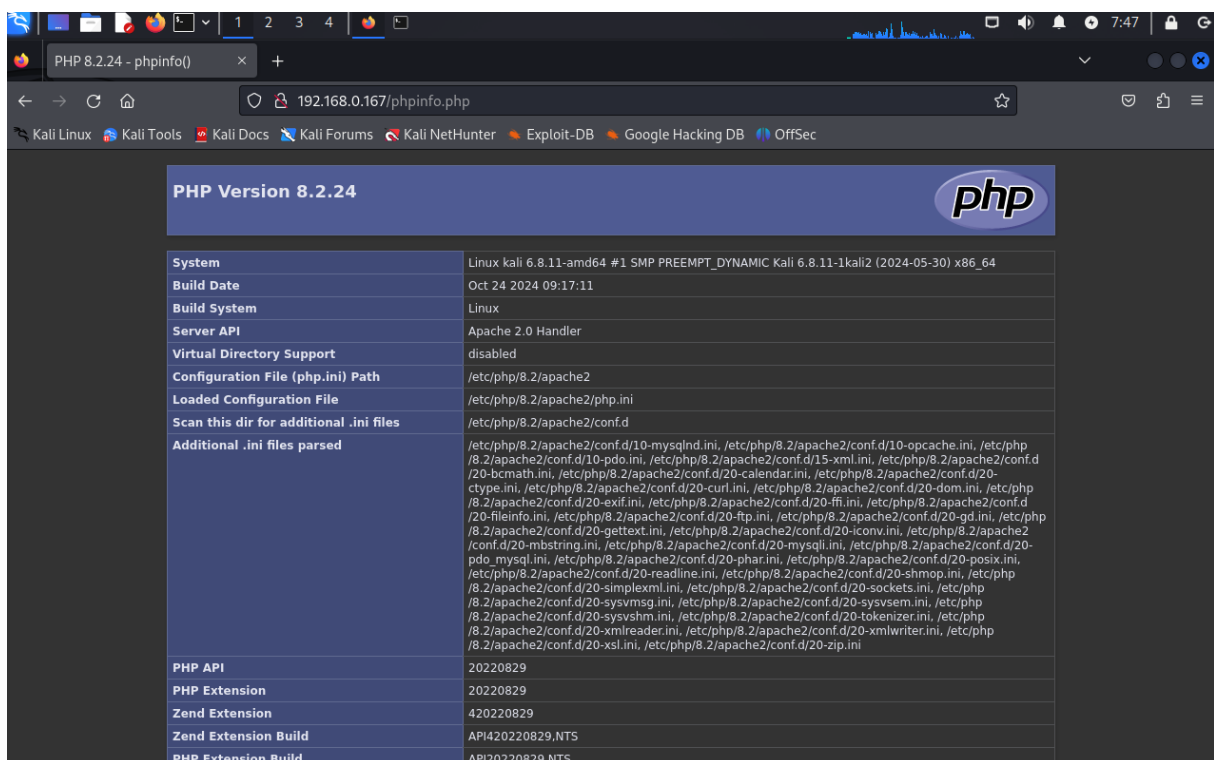 1 2 3 4 7:47
PHP 8.2.24 - phpinfo()
192.168.0.167/phpinfo.php
Kali Linux Kali Tools Kali Docs Kali Forums Kali NetHunter Exploit-DB Google Hacking DB OffSec
PHP Version 8.2.24
php
System Linux kali 6.8.11-amd64 #1 SMP PREEMPT_DYNAMIC Kali 6.8.11-1kali2 (2024-05-30) x86_64
Build Date Oct 24 2024 09:17:11
Build System Linux
Server API Apache 2.0 Handler
Virtual Directory Support disabled
Configuration File (php.ini) Path /etc/php/8.2/apache2
Loaded Configuration File /etc/php/8.2/apache2/php.ini
Scan this dir for additional .ini files /etc/php/8.2/apache2/conf.d
Additional .ini files parsed /etc/php/8.2/apache2/conf.d/10-mysqlnd.ini, /etc/php/8.2/apache2/conf.d/10-opcache.ini, /etc/php
/8.2/apache2/conf.d/10-pdo.ini, /etc/php/8.2/apache2/conf.d/15-xml.ini, /etc/php/8.2/apache2/conf.d
/20-bcmath.ini, /etc/php/8.2/apache2/conf.d/20-calendar.ini, /etc/php/8.2/apache2/conf.d/20-
ctype.ini, /etc/php/8.2/apache2/conf.d/20-curl.ini, /etc/php/8.2/apache2/conf.d/20-dom.ini, /etc/php
/8.2/apache2/conf.d/20-exif.ini, /etc/php/8.2/apache2/conf.d/20-ffi.ini, /etc/php/8.2/apache2/conf.d
/20-fileinfo.ini, /etc/php/8.2/apache2/conf.d/20-ftp.ini, /etc/php/8.2/apache2/conf.d/20-gd.ini, /etc/php
/8.2/apache2/conf.d/20-gettext.ini, /etc/php/8.2/apache2/conf.d/20-iconv.ini, /etc/php/8.2/apache2
/conf.d/20-mbstring.ini, /etc/php/8.2/apache2/conf.d/20-mysqli.ini, /etc/php/8.2/apache2/conf.d/20-
pdo_mysql.ini, /etc/php/8.2/apache2/conf.d/20-phar.ini, /etc/php/8.2/apache2/conf.d/20-posix.ini,
/etc/php/8.2/apache2/conf.d/20-readline.ini, /etc/php/8.2/apache2/conf.d/20-shmop.ini, /etc/php
/8.2/apache2/conf.d/20-simplexml.ini, /etc/php/8.2/apache2/conf.d/20-sockets.ini, /etc/php
/8.2/apache2/conf.d/20-sysvmsg.ini, /etc/php/8.2/apache2/conf.d/20-sysvsem.ini, /etc/php
/8.2/apache2/conf.d/20-sysvshm.ini, /etc/php/8.2/apache2/conf.d/20-tokenizer.ini, /etc/php
/8.2/apache2/conf.d/20-xmlreader.ini, /etc/php/8.2/apache2/conf.d/20-xmlwriter.ini, /etc/php
/8.2/apache2/conf.d/20-xsl.ini, /etc/php/8.2/apache2/conf.d/20-zip.ini
PHP API 20220829
PHP Extension 20220829
Zend Extension 420220829
Zend Extension Build API420220829,NTS
PHP Extension Build API20220829,NTS